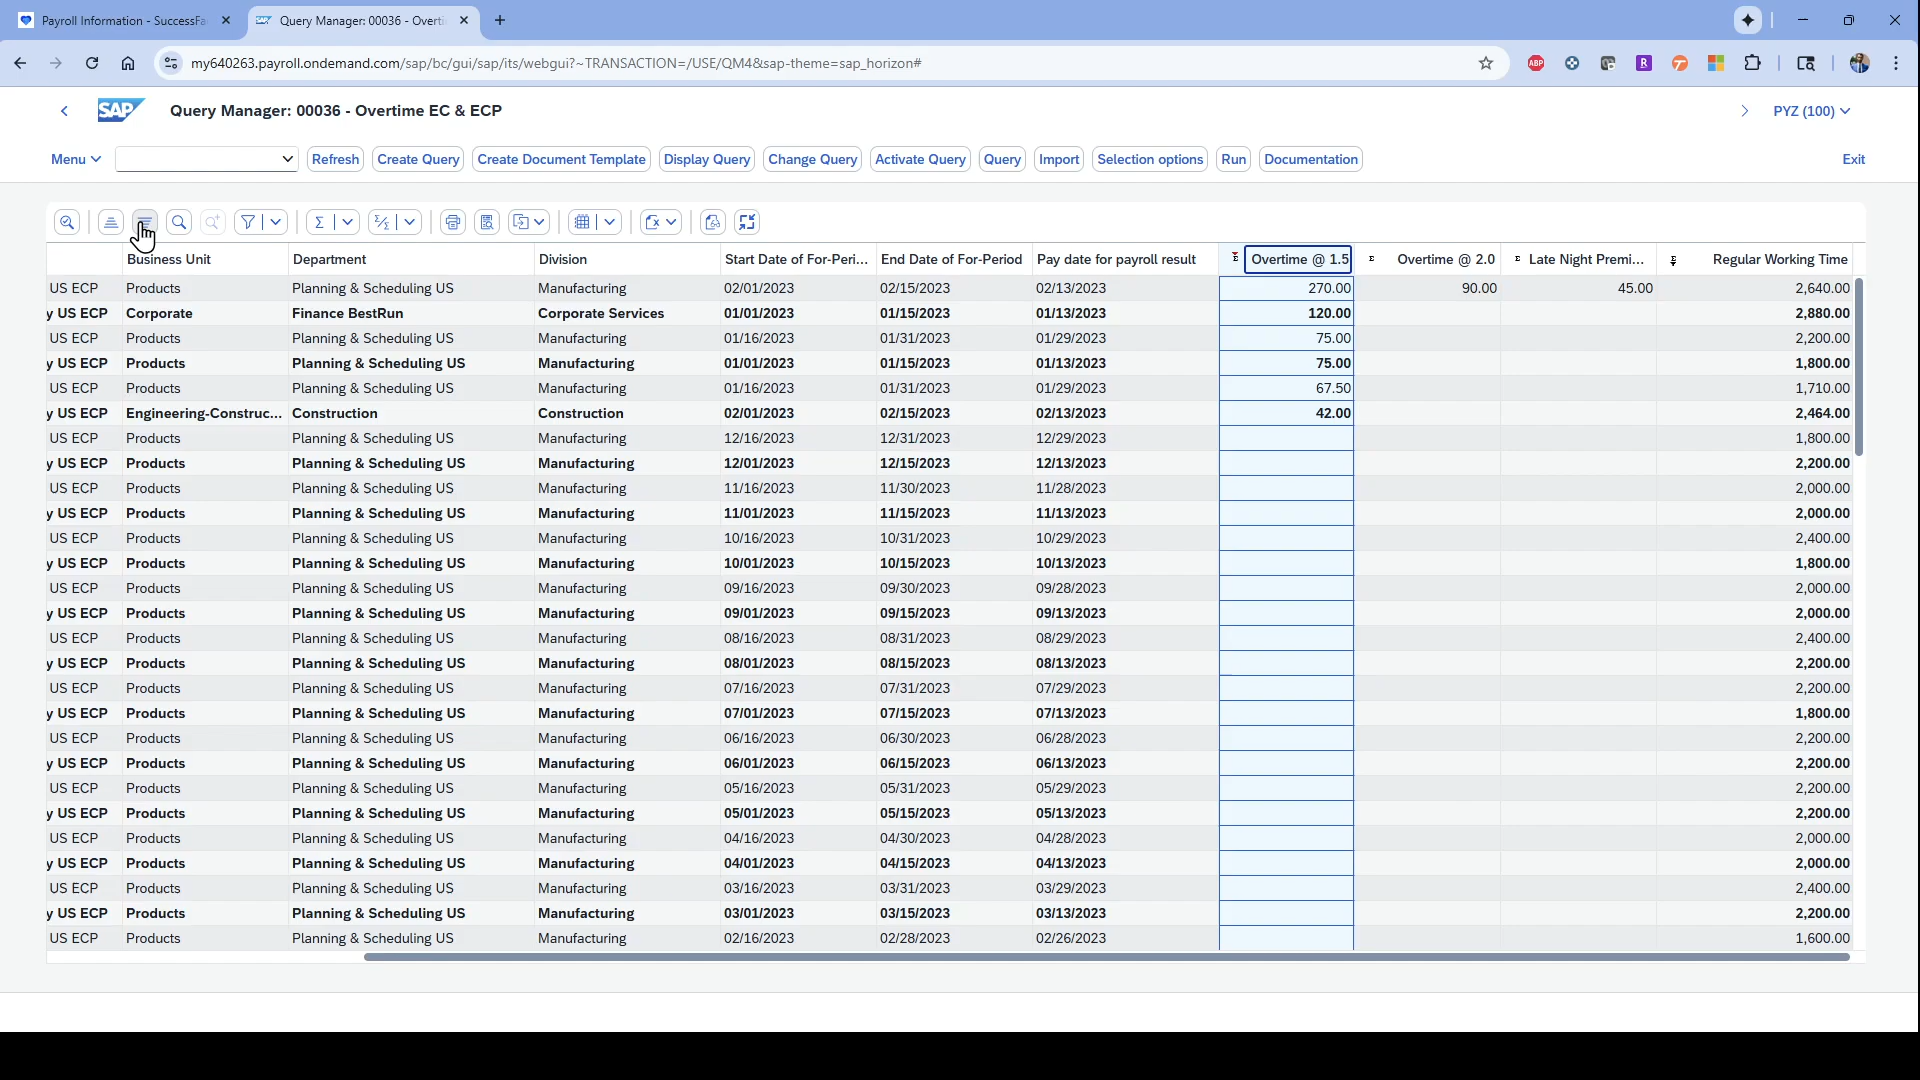 Payroll Information - SuccessFa
Query Manager: 00036 - Overti
my640263.payroll.ondemand.com/sap/bc/gui/sap/its/webgui?~TRANSACTION=/USE/QM4&sap-theme=sap_horizon#
ABP
R
SAP
Query Manager: 00036 - Overtime EC & ECP
PYZ (100)
Menu Refresh Create Query Create Document Template Display Query Change Query Activate Query Query Import Selection options Run Documentation Exit
Business Unit Department Division Start Date of For-Peri... End Date of For-Period Pay date for payroll result Overtime @ 1.5 Overtime @ 2.0 Late Night Premi... Regular Working Time
US ECP Products Planning & Scheduling US Manufacturing 02/01/2023 02/15/2023 02/13/2023 270.00 90.00 45.00 2,640.00
y US ECP Corporate Finance BestRun Corporate Services 01/01/2023 01/15/2023 01/13/2023 120.00 2,880.00
US ECP Products Planning & Scheduling US Manufacturing 01/16/2023 01/31/2023 01/29/2023 75.00 2,200.00
y US ECP Products Planning & Scheduling US Manufacturing 01/01/2023 01/15/2023 01/13/2023 75.00 1,800.00
US ECP Products Planning & Scheduling US Manufacturing 01/16/2023 01/31/2023 01/29/2023 67.50 1,710.00
y US ECP Engineering-Construc... Construction Construction 02/01/2023 02/15/2023 02/13/2023 42.00 2,464.00
US ECP Products Planning & Scheduling US Manufacturing 12/16/2023 12/31/2023 12/29/2023 1,800.00
y US ECP Products Planning & Scheduling US Manufacturing 12/01/2023 12/15/2023 12/13/2023 2,200.00
US ECP Products Planning & Scheduling US Manufacturing 11/16/2023 11/30/2023 11/28/2023 2,000.00
y US ECP Products Planning & Scheduling US Manufacturing 11/01/2023 11/15/2023 11/13/2023 2,000.00
US ECP Products Planning & Scheduling US Manufacturing 10/16/2023 10/31/2023 10/29/2023 2,400.00
y US ECP Products Planning & Scheduling US Manufacturing 10/01/2023 10/15/2023 10/13/2023 1,800.00
US ECP Products Planning & Scheduling US Manufacturing 09/16/2023 09/30/2023 09/28/2023 2,000.00
y US ECP Products Planning & Scheduling US Manufacturing 09/01/2023 09/15/2023 09/13/2023 2,000.00
US ECP Products Planning & Scheduling US Manufacturing 08/16/2023 08/31/2023 08/29/2023 2,400.00
y US ECP Products Planning & Scheduling US Manufacturing 08/01/2023 08/15/2023 08/13/2023 2,200.00
US ECP Products Planning & Scheduling US Manufacturing 07/16/2023 07/31/2023 07/29/2023 2,200.00
y US ECP Products Planning & Scheduling US Manufacturing 07/01/2023 07/15/2023 07/13/2023 1,800.00
US ECP Products Planning & Scheduling US Manufacturing 06/16/2023 06/30/2023 06/28/2023 2,200.00
y US ECP Products Planning & Scheduling US Manufacturing 06/01/2023 06/15/2023 06/13/2023 2,200.00
US ECP Products Planning & Scheduling US Manufacturing 05/16/2023 05/31/2023 05/29/2023 2,200.00
y US ECP Products Planning & Scheduling US Manufacturing 05/01/2023 05/15/2023 05/13/2023 2,200.00
US ECP Products Planning & Scheduling US Manufacturing 04/16/2023 04/30/2023 04/28/2023 2,000.00
y US ECP Products Planning & Scheduling US Manufacturing 04/01/2023 04/15/2023 04/13/2023 2,000.00
US ECP Products Planning & Scheduling US Manufacturing 03/16/2023 03/31/2023 03/29/2023 2,400.00
y US ECP Products Planning & Scheduling US Manufacturing 03/01/2023 03/15/2023 03/13/2023 2,200.00
US ECP Products Planning & Scheduling US Manufacturing 02/16/2023 02/28/2023 02/26/2023 1,600.00